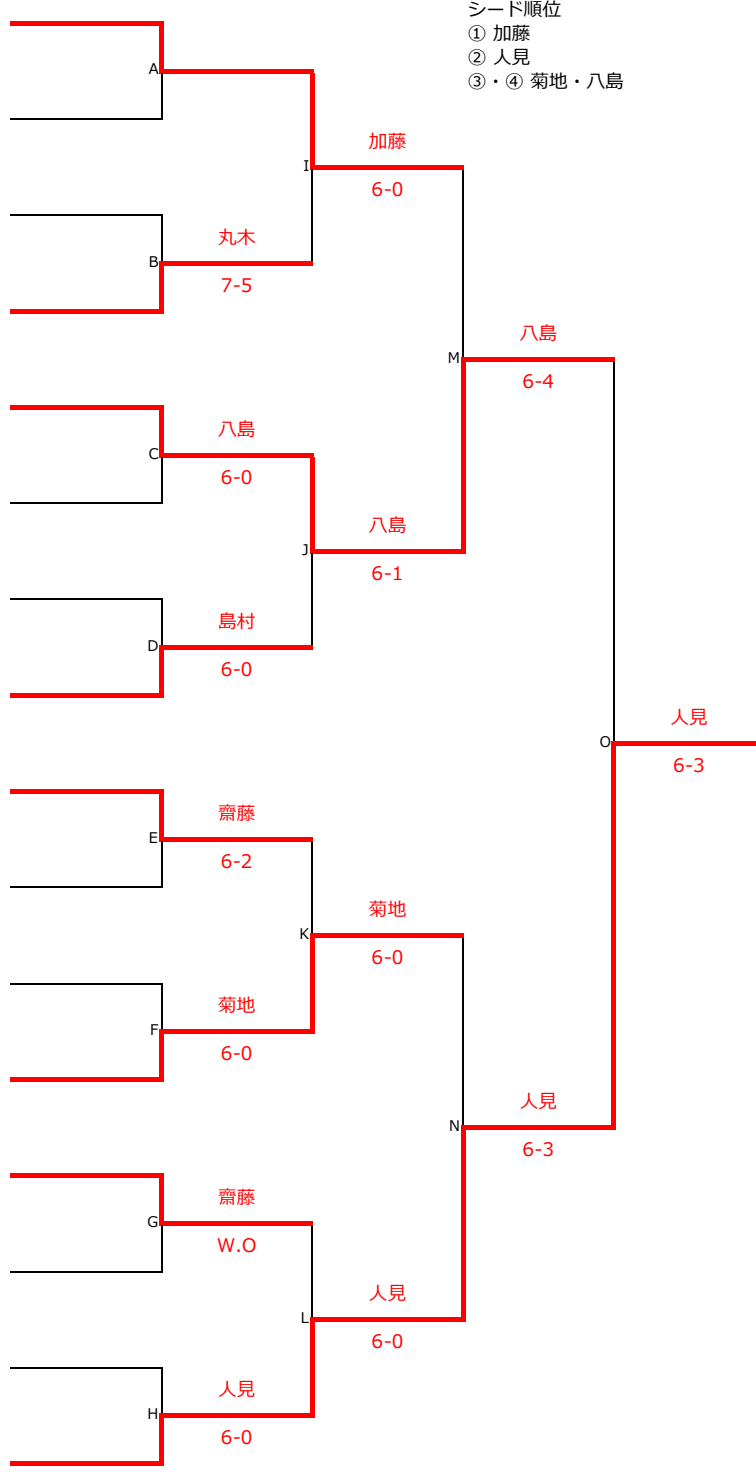 シード順位
① 加藤
② 人見
③・④ 菊地・八島
A
加藤
I
6-0
丸木
B
7-5
八島
M
6-4
八島
C
6-0
八島
J
6-1
島村
D
6-0
人見
O
6-3
齋藤
E
6-2
菊地
K
6-0
菊地
F
6-0
人見
N
6-3
齋藤
G
W.O
人見
L
6-0
人見
H
6-0